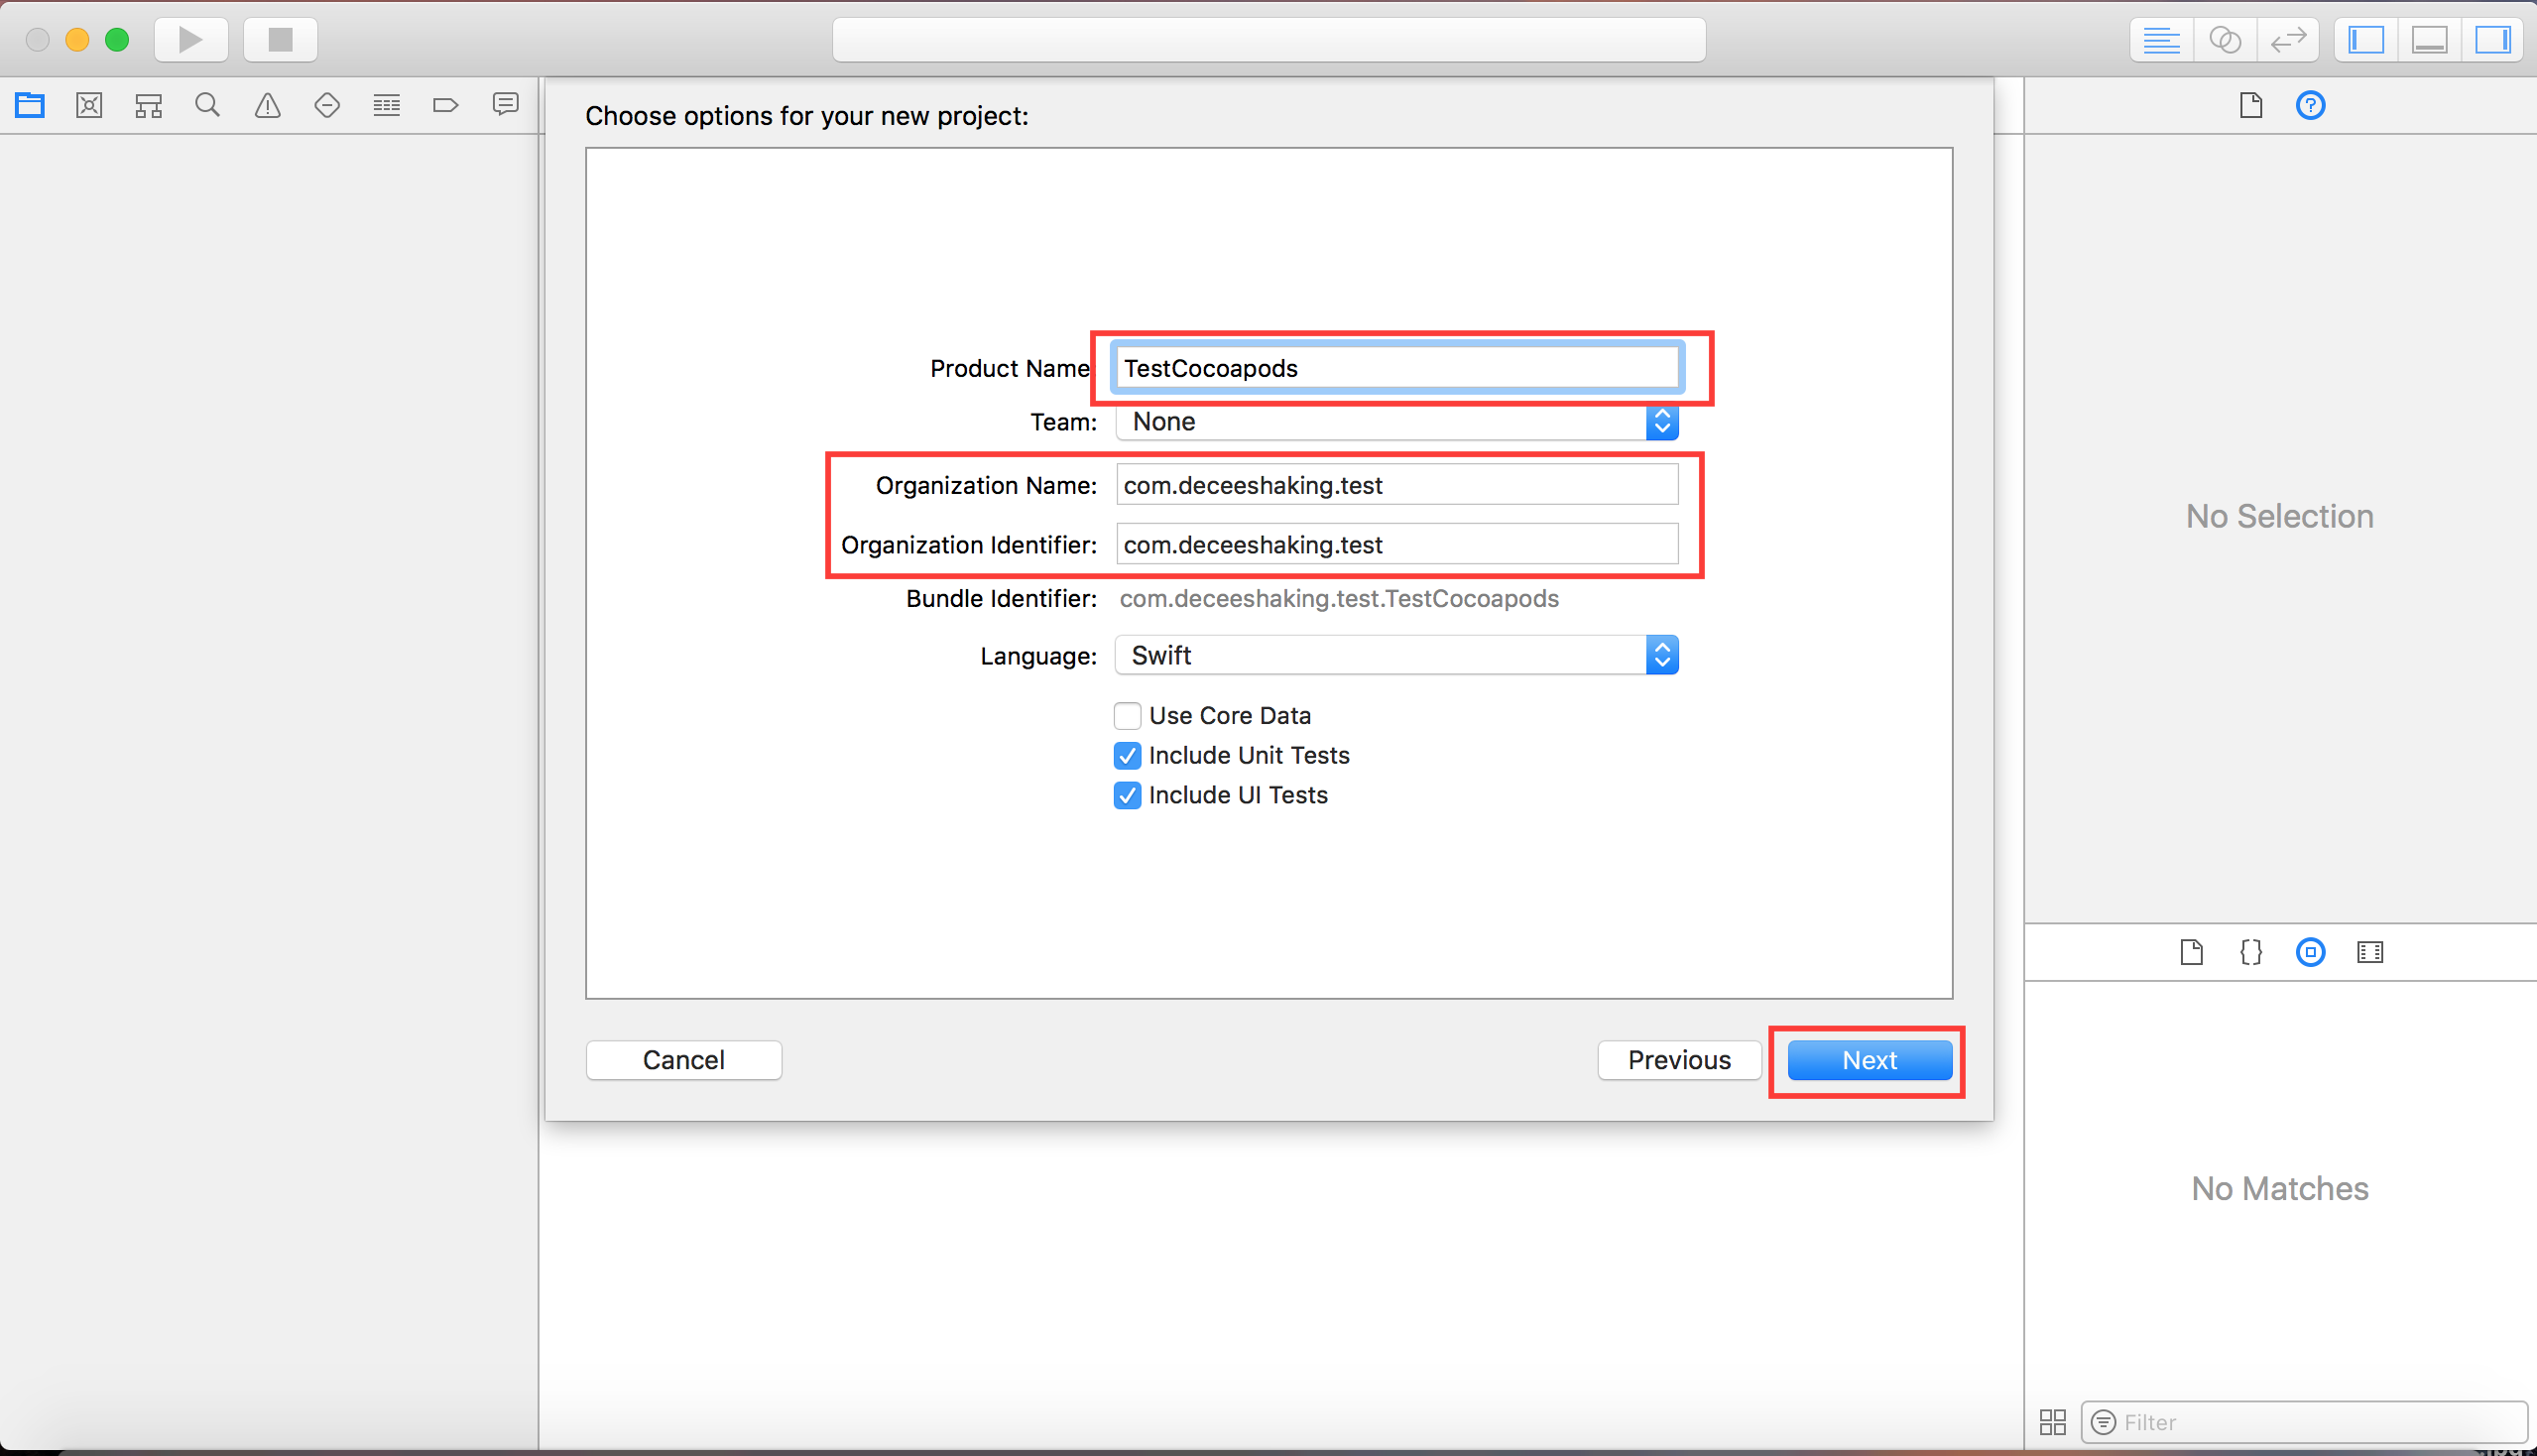 Choose options for your new project:
Product Name: TestCocoapods
Team: None
Organization Name: com.deceeshaking.test
Organization Identifier: com.deceeshaking.test
Bundle Identifier: com.deceeshaking.test.TestCocoapods
Language: Swift
Use Core Data
Include Unit Tests
Include UI Tests
Cancel
Previous
Next
No Selection
No Matches
Filter